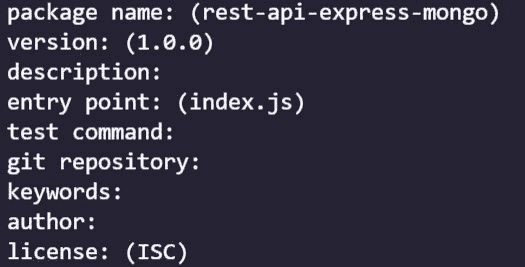 package name: (rest-api-express-mongo)
version: (1.0.0)
description:
entry point: (index.js)
test command:
git repository:
keywords:
author:
license: (ISC)